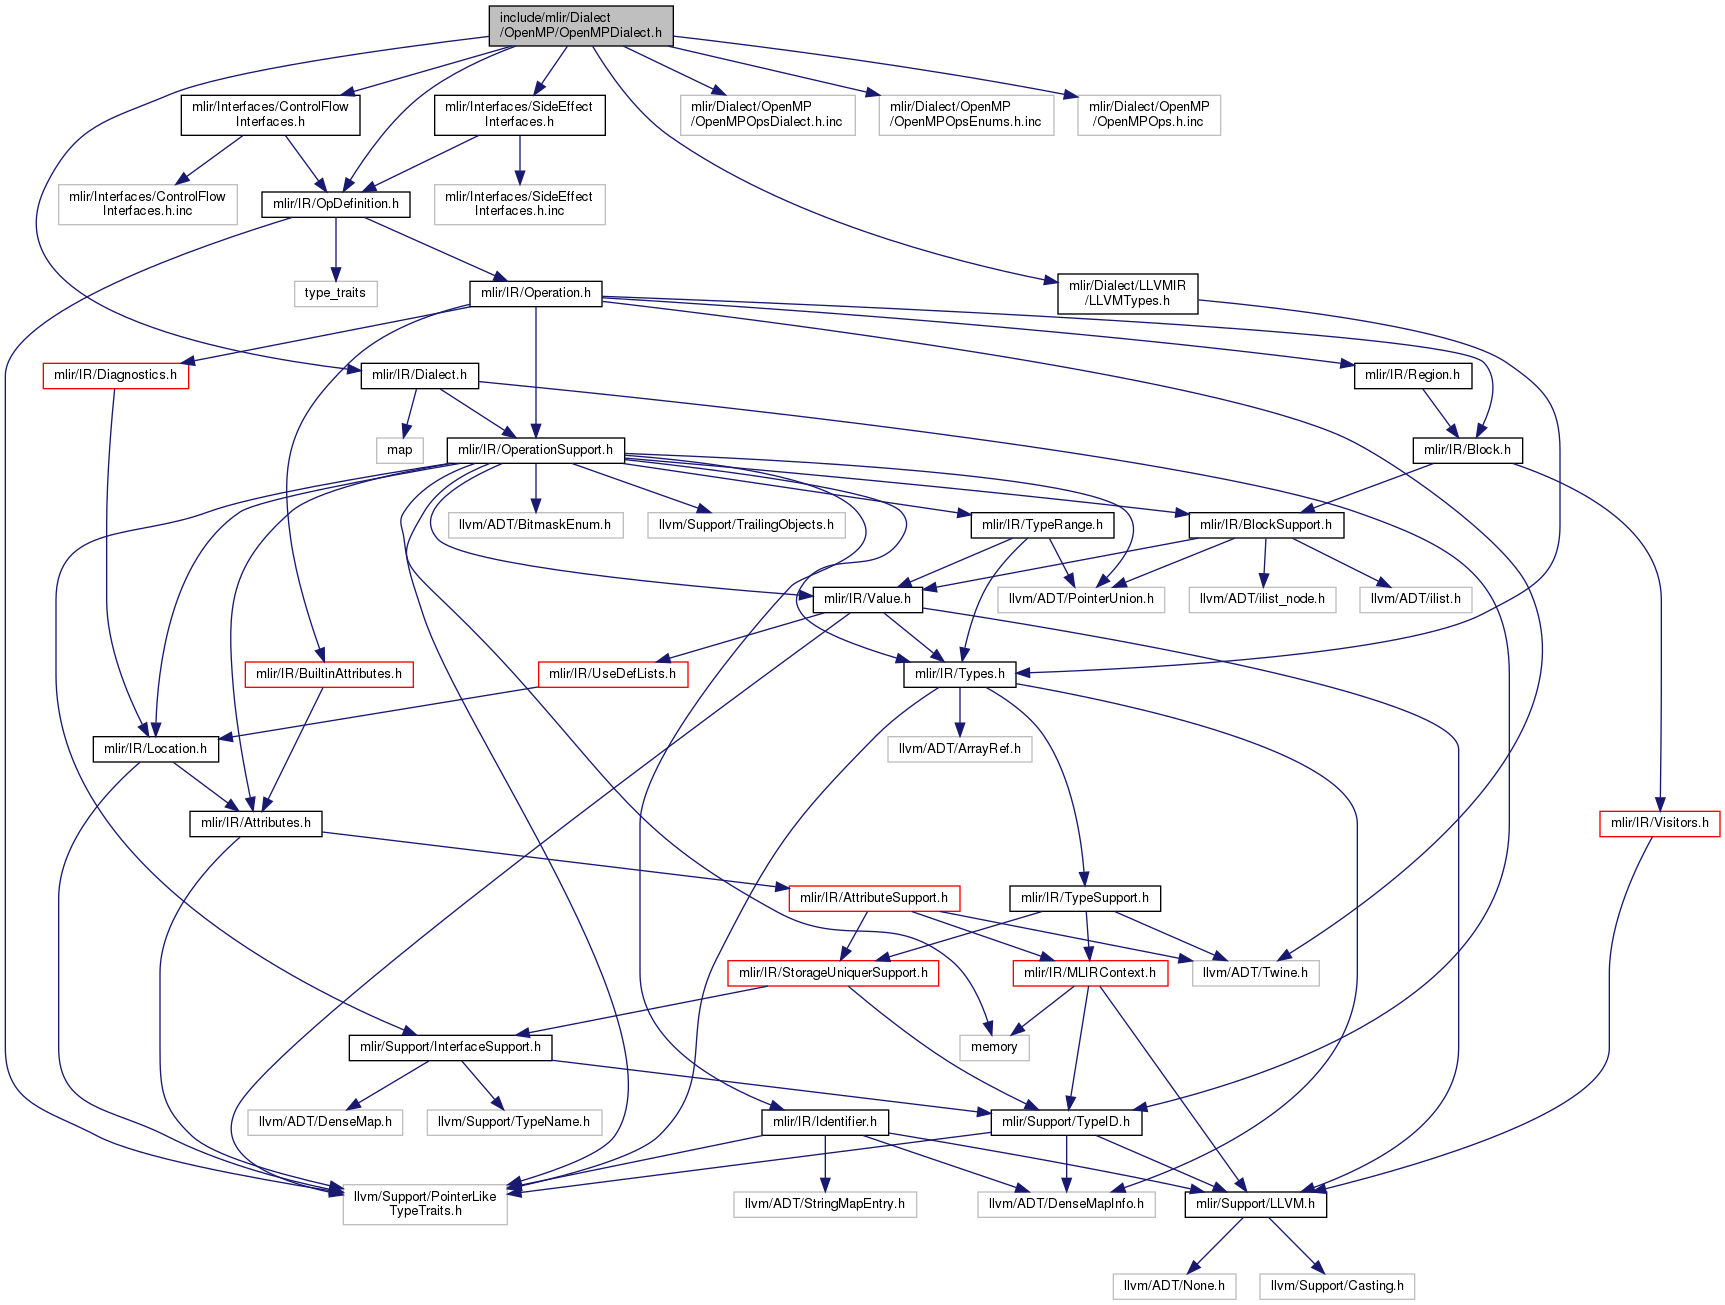 include/mlir/Dialect
/OpenMP/OpenMPDialect.h
mlir/Interfaces/ControlFlow
Interfaces.h
mlir/Interfaces/SideEffect
Interfaces.h
mlir/Dialect/OpenMP
/OpenMPOpsDialect.h.inc
mlir/Dialect/OpenMP
/OpenMPOpsEnums.h.inc
mlir/Dialect/OpenMP
/OpenMPOps.h.inc
mlir/Interfaces/ControlFlow
Interfaces.h.inc
mlir/IR/OpDefinition.h
mlir/Interfaces/SideEffect
Interfaces.h.inc
type_traits
mlir/IR/Operation.h
mlir/Dialect/LLVMIR
/LLVMTypes.h
mlir/IR/Diagnostics.h
mlir/IR/Dialect.h
mlir/IR/Region.h
map
mlir/IR/OperationSupport.h
mlir/IR/Block.h
llvm/ADT/BitmaskEnum.h
llvm/Support/TrailingObjects.h
mlir/IR/TypeRange.h
mlir/IR/BlockSupport.h
mlir/IR/Value.h
llvm/ADT/PointerUnion.h
llvm/ADT/ilist_node.h
llvm/ADT/ilist.h
mlir/IR/BuiltinAttributes.h
mlir/IR/UseDefLists.h
mlir/IR/Types.h
mlir/IR/Location.h
llvm/ADT/ArrayRef.h
mlir/IR/Attributes.h
mlir/IR/Visitors.h
mlir/IR/AttributeSupport.h
mlir/IR/TypeSupport.h
mlir/IR/StorageUniquerSupport.h
mlir/IR/MLIRContext.h
llvm/ADT/Twine.h
mlir/Support/InterfaceSupport.h
memory
llvm/ADT/DenseMap.h
llvm/Support/TypeName.h
mlir/IR/Identifier.h
mlir/Support/TypeID.h
llvm/Support/PointerLike
TypeTraits.h
llvm/ADT/StringMapEntry.h
llvm/ADT/DenseMapInfo.h
mlir/Support/LLVM.h
llvm/ADT/None.h
llvm/Support/Casting.h